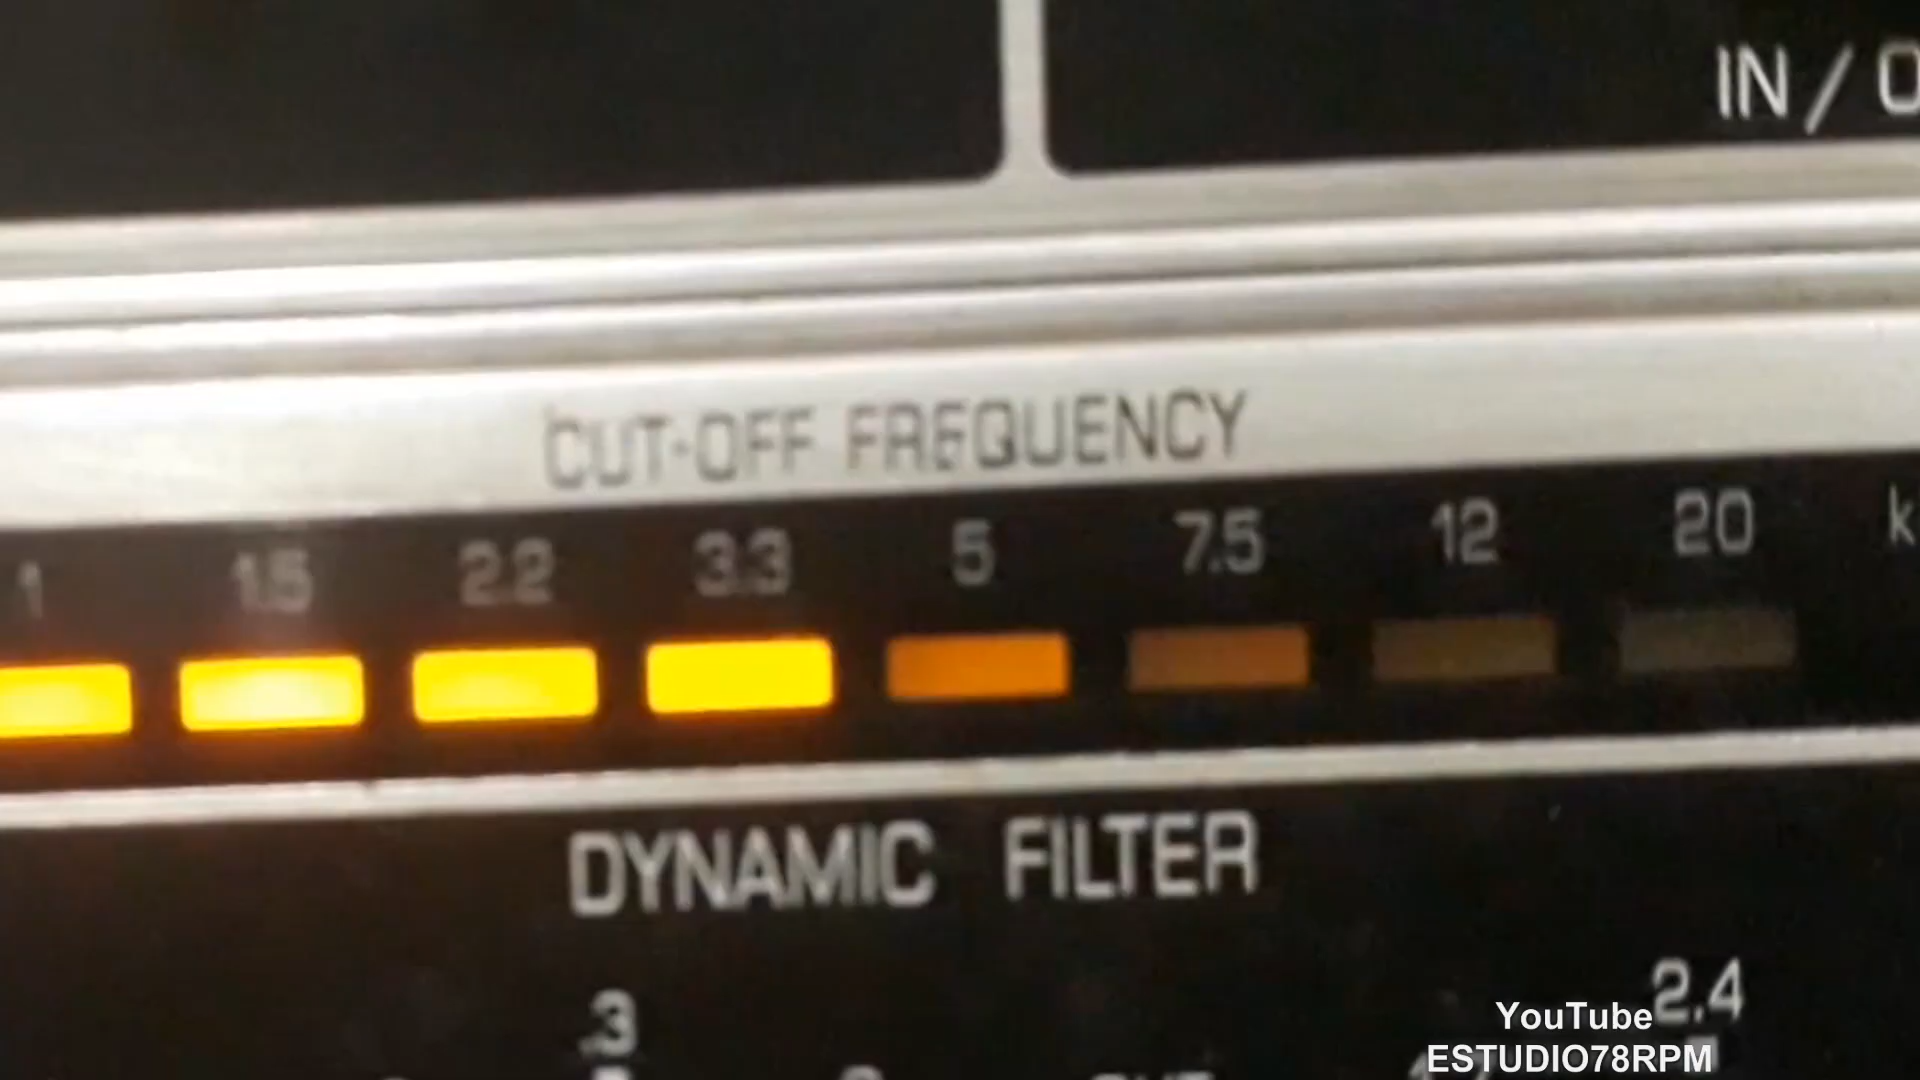 IN / O
CUT-OFF FREQUENCY
1 1.5 2.2 3.3 5 7.5 12 20 k
DYNAMIC FILTER
.3 2.4
YouTube
ESTUDIO78RPM